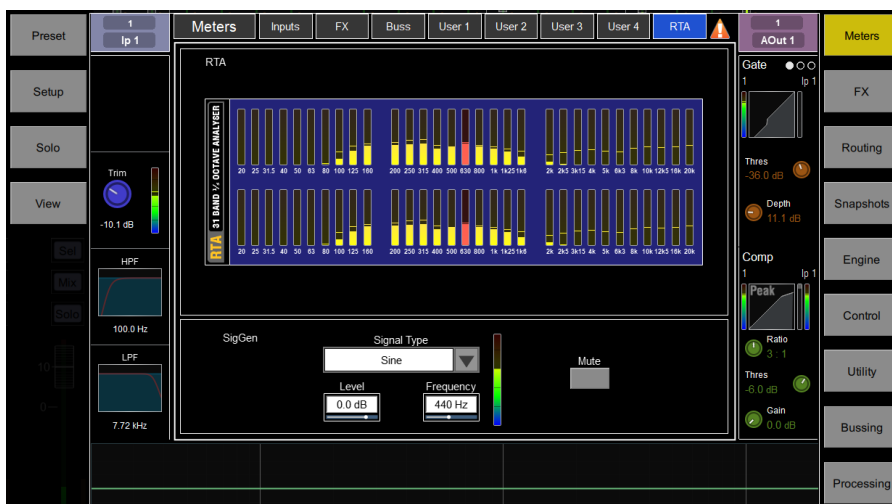 Preset
Setup
Solo
View
Sel
Mix
Solo
10
0
1
Ip 1
Trim
-10.1 dB
HPF
100.0 Hz
LPF
7.72 kHz
Meters
Inputs
FX
Buss
User 1
User 2
User 3
User 4
RTA
RTA
RTA 31 BAND ⅓ OCTAVE ANALYSER
20 25 31.5 40 50 63 80 100 125 160 200 250 315 400 500 630 800 1k 1k25 1k6 2k 2k5 3k15 4k 5k 6k3 8k 10k 12k5 16k 20k
20 25 31.5 40 50 63 80 100 125 160 200 250 315 400 500 630 800 1k 1k25 1k6 2k 2k5 3k15 4k 5k 6k3 8k 10k 12k5 16k 20k
SigGen
Signal Type
Sine
Level
0.0 dB
Frequency
440 Hz
Mute
1
AOut 1
Gate
1 Ip 1
Thres
-36.0 dB
Depth
11.1 dB
Comp
1 Ip 1
Peak
Ratio
3 : 1
Thres
-6.0 dB
Gain
0.0 dB
Meters
FX
Routing
Snapshots
Engine
Control
Utility
Bussing
Processing